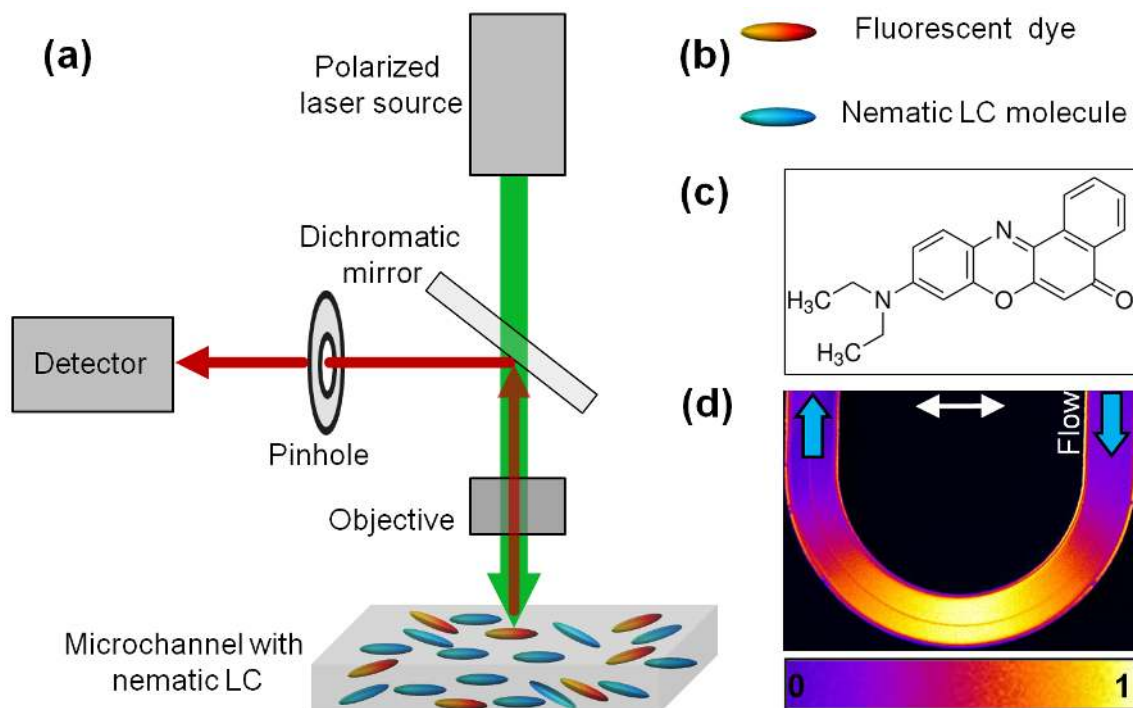 (a)
Polarized
laser source
Dichromatic
mirror
Detector
Pinhole
Objective
Microchannel with
nematic LC
(b)
Fluorescent dye
Nematic LC molecule
(c)
N
N
O
O
H₃C
H₃C
(d)
Flow
0
1